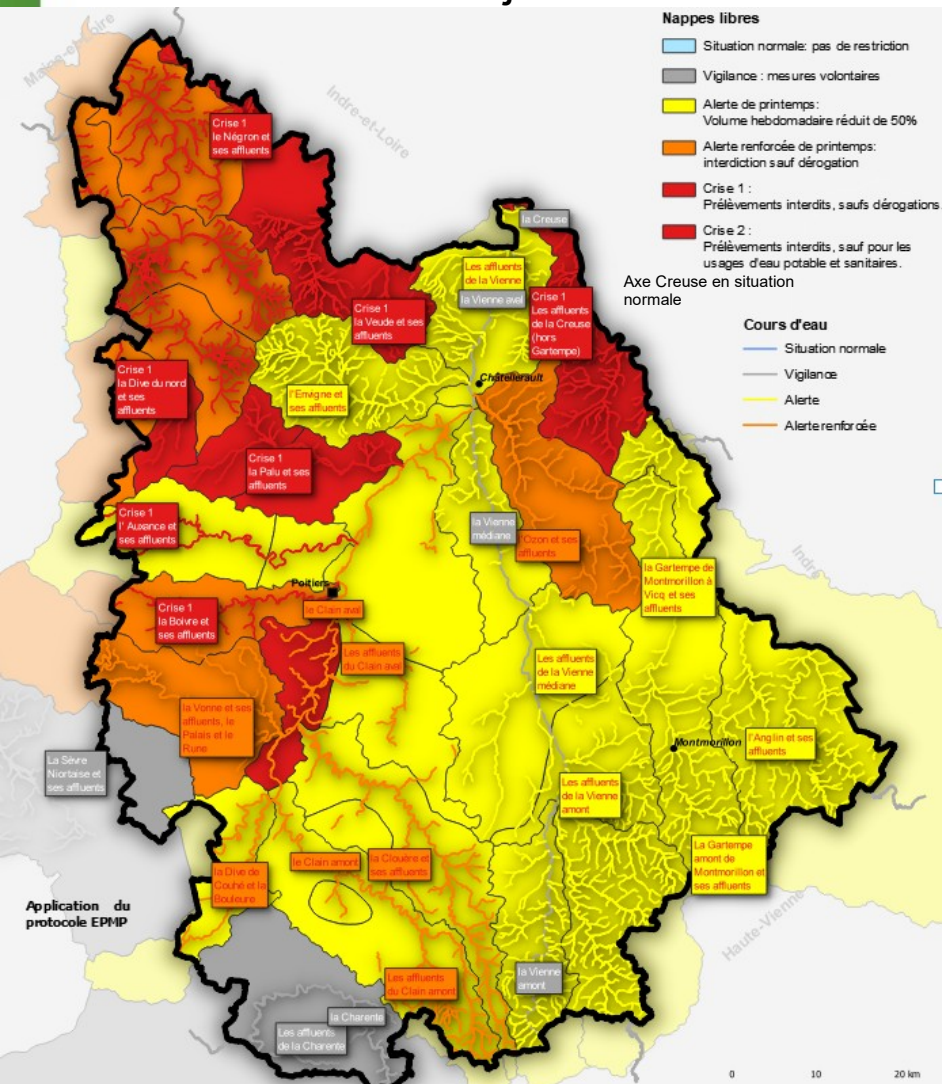 Nappes libres
Situation normale: pas de restriction
Vigilance : mesures volontaires
Alerte de printemps:
Volume hebdomadaire réduit de 50%
Alerte renforcée de printemps:
interdiction sauf dérogation
Crise 1 :
Prélèvements interdits, saufs dérogations.
Crise 2 :
Prélèvements interdits, sauf pour les
usages d'eau potable et sanitaires.
Axe Creuse en situation
normale
Cours d'eau
Situation normale
Vigilance
Alerte
Alerte renforcée
Maine-et-Loire
Indre-et-Loire
Crise 1
le Négron et
ses affluents
la Creuse
Les affluents
de la Vienne
la Vienne aval
Crise 1
Les affluents
de la Creuse
(hors
Gartempe)
Crise 1
la Veude et ses
affluents
Châtellerault
Crise 1
la Dive du nord
et ses
affluents
l'Envigne et
ses affluents
Crise 1
la Palu et ses
affluents
Crise 1
l' Auxance et
ses affluents
la Vienne
médiane
l'Ozon et ses
affluents
Indre
la Gartempe de
Montmorillon à
Vicq et ses
affluents
Poitiers
le Clain aval
Crise 1
la Boivre et
ses affluents
Les affluents
du Clain aval
Les affluents
de la Vienne
médiane
la Vonne et ses
affluents, le
Palais et le
Rune
Montmorillon
l'Anglin et ses
affluents
La Sèvre
Niortaise et
ses affluents
Les affluents
de la Vienne
amont
la Dive de
Couhé et la
Bouleure
le Clain amont
la Clouère et
ses affluents
La Gartempe
amont de
Montmorillon et
ses affluents
Application du
protocole EPMP
Haute-Vienne
Les affluents
du Clain amont
la Vienne
amont
la Charente
Les affluents
de la Charente
0 10 20 km